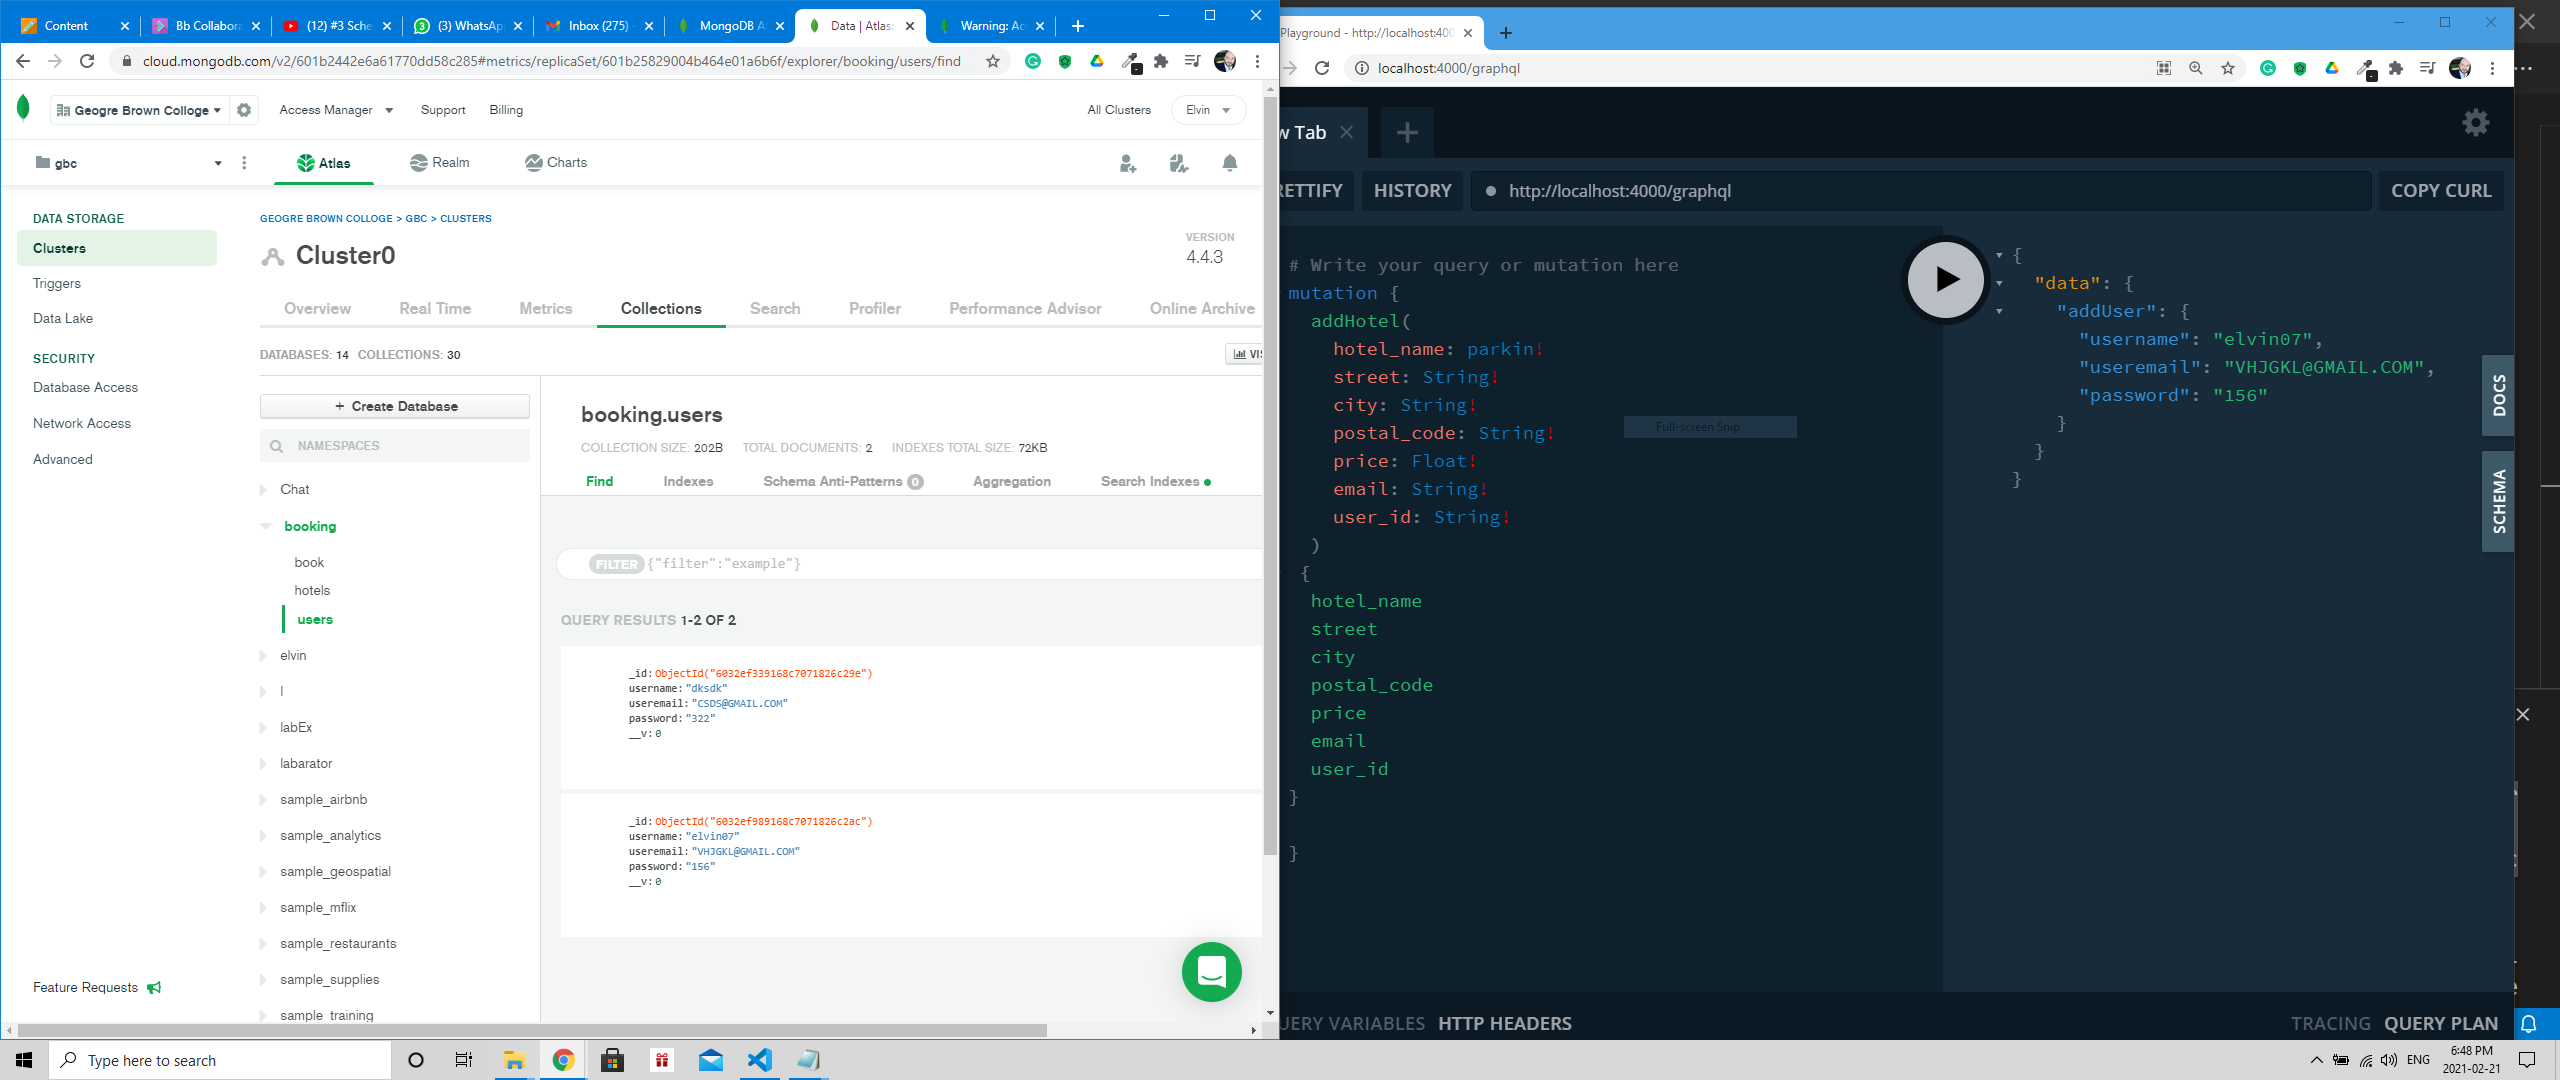 Content
Bb Collabora
(12) #3 Sche
(3) WhatsAp
Inbox (275) -
MongoDB A
Data | Atlas:
Warning: Ac
cloud.mongodb.com/v2/601b2442e6a61770dd58c285#metrics/replicaSet/601b25829004b464e01a6b6f/explorer/booking/users/find
Geogre Brown Colloge
Access Manager
Support
Billing
All Clusters
Elvin
gbc
Atlas
Realm
Charts
DATA STORAGE
Clusters
Triggers
Data Lake
SECURITY
Database Access
Network Access
Advanced
Feature Requests
GEOGRE BROWN COLLOGE > GBC > CLUSTERS
Cluster0
VERSION
4.4.3
Overview
Real Time
Metrics
Collections
Search
Profiler
Performance Advisor
Online Archive
DATABASES: 14 COLLECTIONS: 30
VIS
+ Create Database
NAMESPACES
Chat
booking
book
hotels
users
elvin
l
labEx
labarator
sample_airbnb
sample_analytics
sample_geospatial
sample_mflix
sample_restaurants
sample_supplies
sample_training
booking.users
COLLECTION SIZE: 202B TOTAL DOCUMENTS: 2 INDEXES TOTAL SIZE: 72KB
Find
Indexes
Schema Anti-Patterns 0
Aggregation
Search Indexes
FILTER {"filter":"example"}
QUERY RESULTS 1-2 OF 2
_id:ObjectId("6032ef339168c7071826c29e")
username:"dksdk"
useremail:"CSDS@GMAIL.COM"
password:"322"
__v:0
_id:ObjectId("6032ef989168c7071826c2ac")
username:"elvin07"
useremail:"VHJGKL@GMAIL.COM"
password:"156"
__v:0
Playground - http://localhost:400
localhost:4000/graphql
w Tab
RETTIFY
HISTORY
http://localhost:4000/graphql
COPY CURL
# Write your query or mutation here
mutation {
addHotel(
hotel_name: parkin!
street: String!
city: String!
postal_code: String!
price: Float!
email: String!
user_id: String!
)
{
hotel_name
street
city
postal_code
price
email
user_id
}
}
Full-screen Snip
{
"data": {
"addUser": {
"username": "elvin07",
"useremail": "VHJGKL@GMAIL.COM",
"password": "156"
}
}
}
DOCS
SCHEMA
UERY VARIABLES
HTTP HEADERS
TRACING
QUERY PLAN
Type here to search
ENG
6:48 PM
2021-02-21